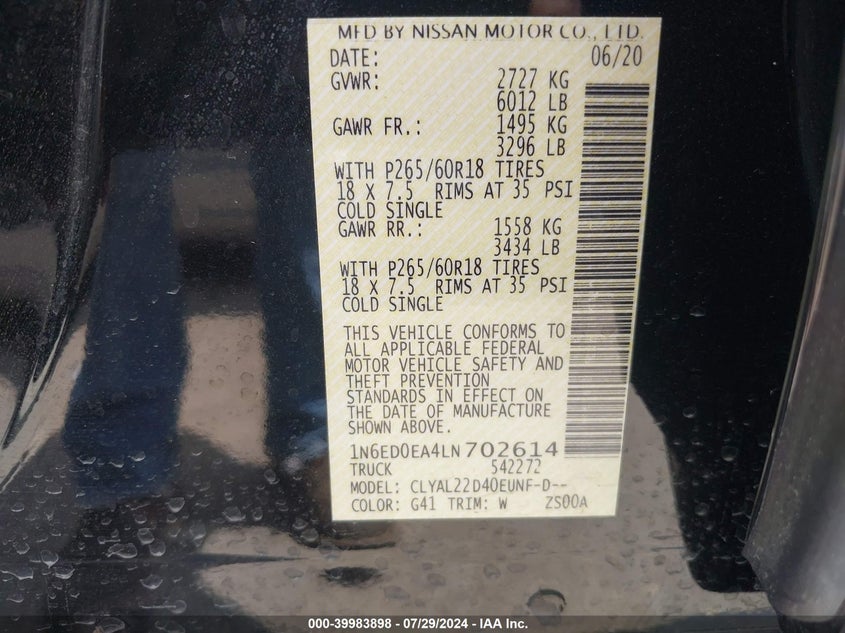 MFD BY NISSAN MOTOR CO., LTD.
DATE: 06/20
GVWR: 2727 KG
6012 LB
GAWR FR.: 1495 KG
3296 LB
WITH P265/60R18 TIRES
18 X 7.5 RIMS AT 35 PSI
COLD SINGLE
GAWR RR.: 1558 KG
3434 LB
WITH P265/60R18 TIRES
18 X 7.5 RIMS AT 35 PSI
COLD SINGLE
THIS VEHICLE CONFORMS TO
ALL APPLICABLE FEDERAL
MOTOR VEHICLE SAFETY AND
THEFT PREVENTION
STANDARDS IN EFFECT ON
THE DATE OF MANUFACTURE
SHOWN ABOVE.
1N6ED0EA4LN702614
TRUCK 542272
MODEL: CLYAL22D40EUNF-D--
COLOR: G41 TRIM: W ZS00A
000-39983898 - 07/29/2024 - IAA Inc.